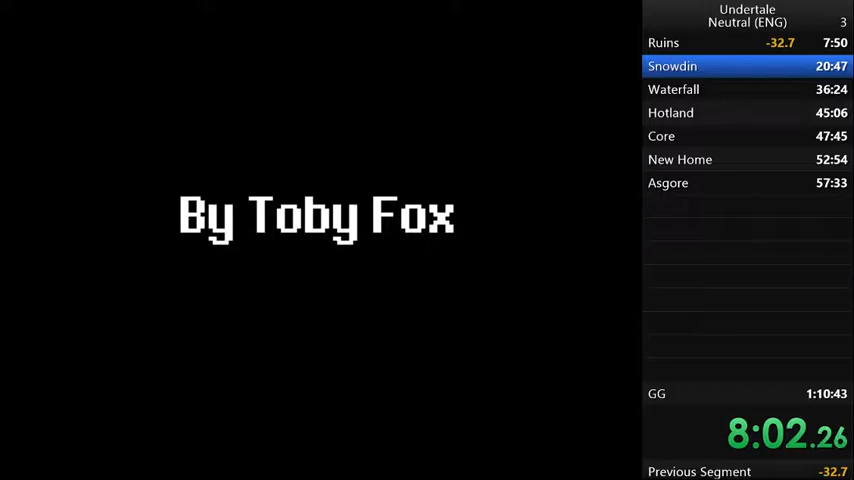 Undertale
Neutral (ENG) 3
Ruins -32.7 7:50
Snowdin 20:47
Waterfall 36:24
Hotland 45:06
Core 47:45
New Home 52:54
Asgore 57:33
By Toby Fox
GG 1:10:43
8:02.26
Previous Segment -32.7